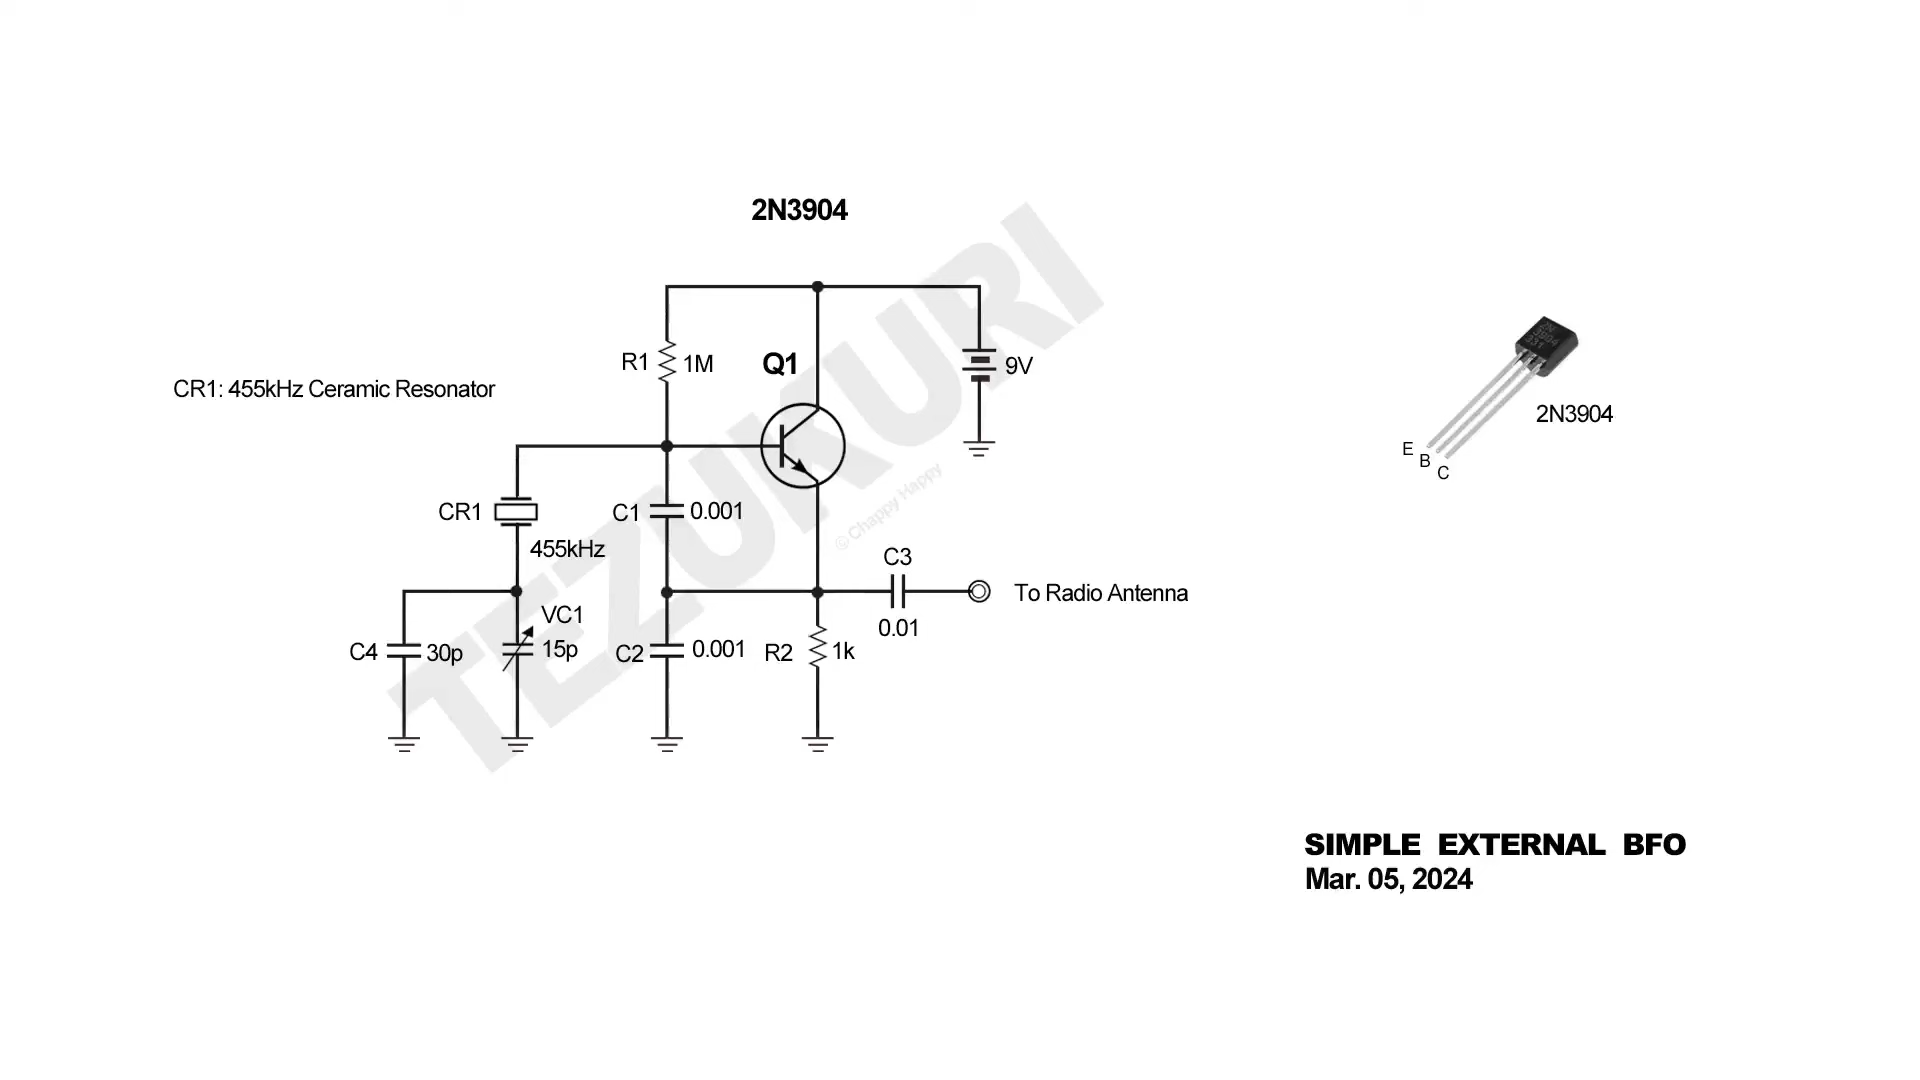 2N3904
R1
1M
Q1
9V
CR1: 455kHz Ceramic Resonator
2N3904
E
B
C
CR1
C1
0.001
455kHz
C3
To Radio Antenna
0.01
VC1
15p
C4
30p
C2
0.001
R2
1k
TEZUKURI
© Chappy Happy
SIMPLE EXTERNAL BFO
Mar. 05, 2024